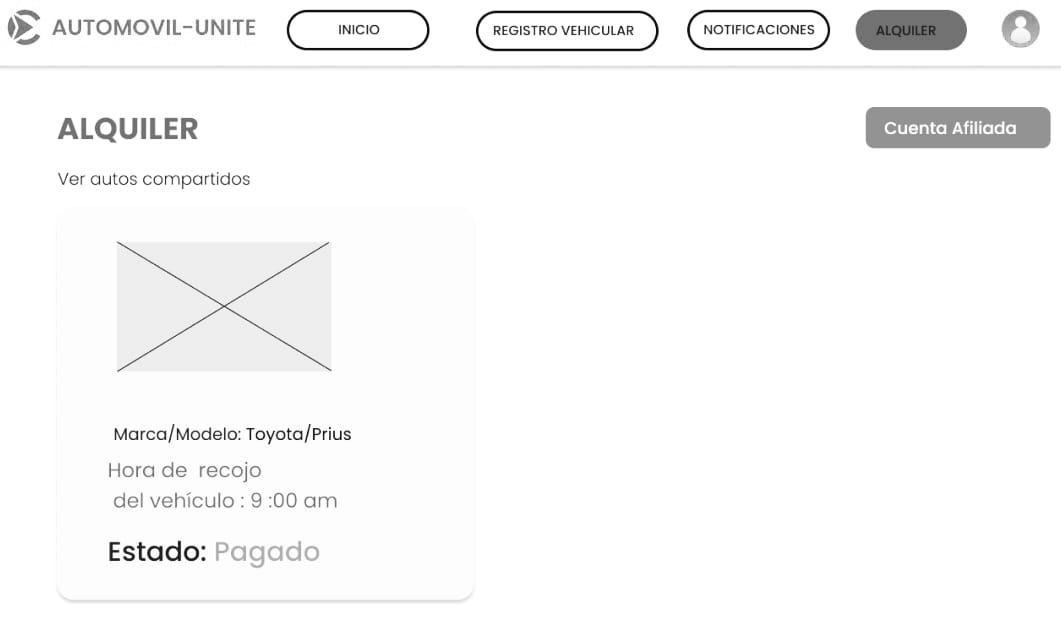 AUTOMOVIL-UNITE
INICIO
REGISTRO VEHICULAR
NOTIFICACIONES
ALQUILER
ALQUILER
Cuenta Afiliada
Ver autos compartidos
Marca/Modelo: Toyota/Prius
Hora de recojo
del vehículo : 9 :00 am
Estado: Pagado